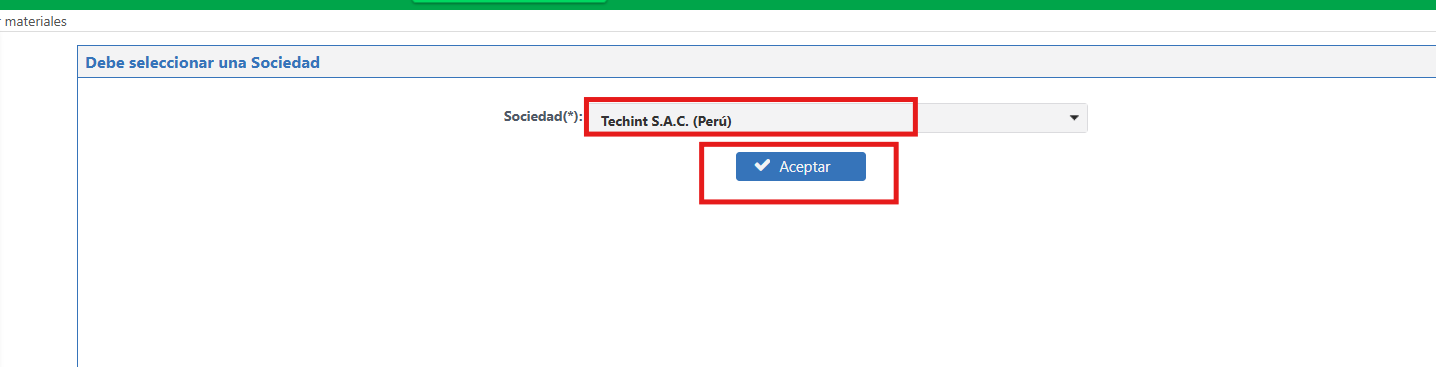 materiales
Debe seleccionar una Sociedad
Sociedad(*): Techint S.A.C. (Perú)
Aceptar